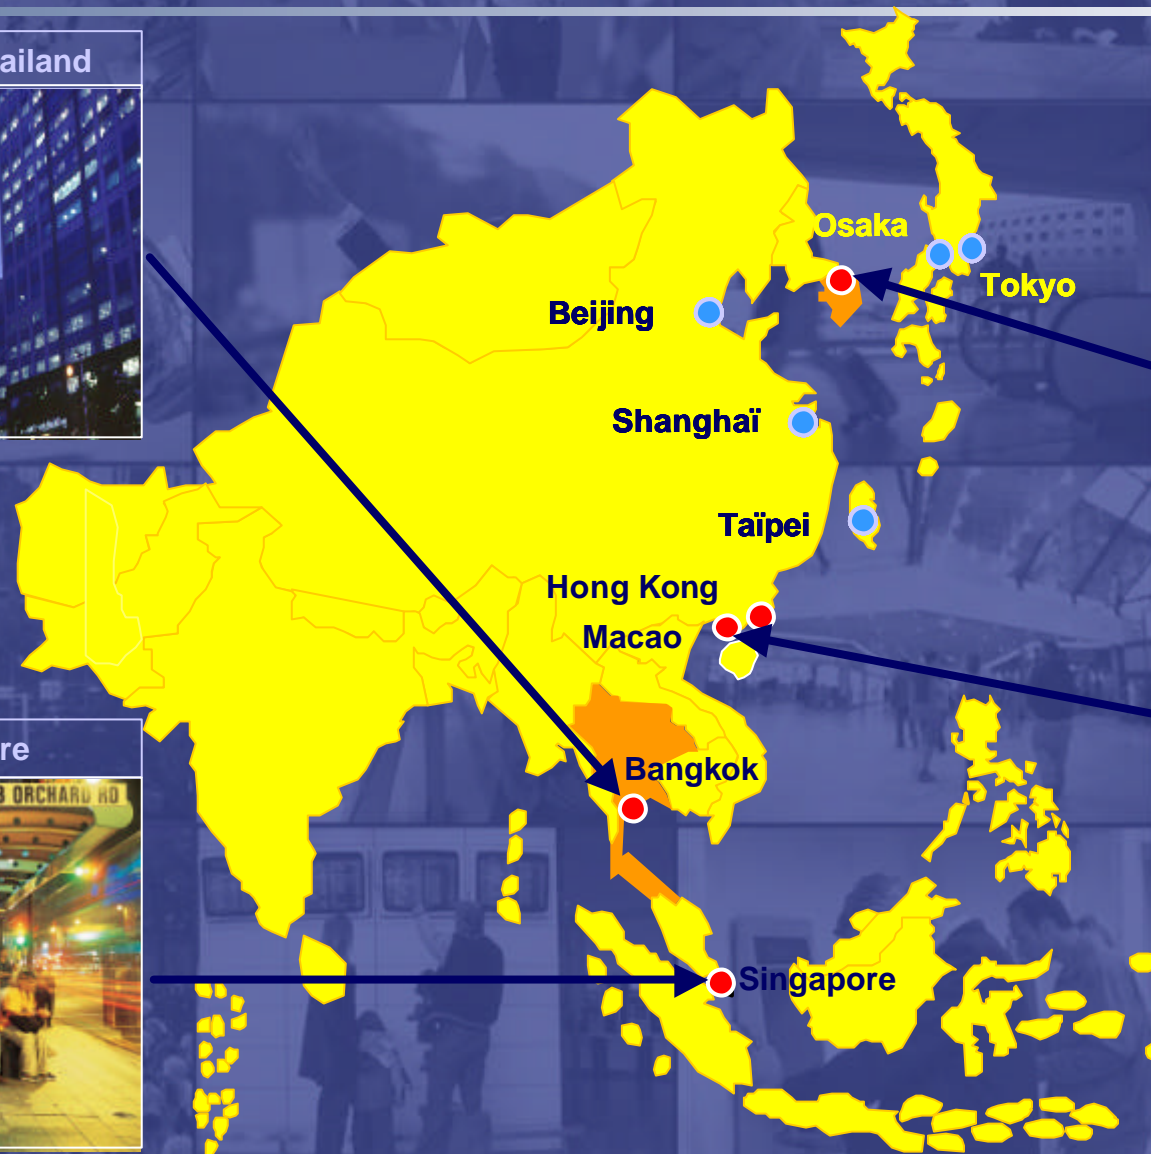 ailand
Osaka
Tokyo
Beijing
Shanghaï
Taïpei
Hong Kong
Macao
re
Bangkok
ORCHARD RD
Singapore